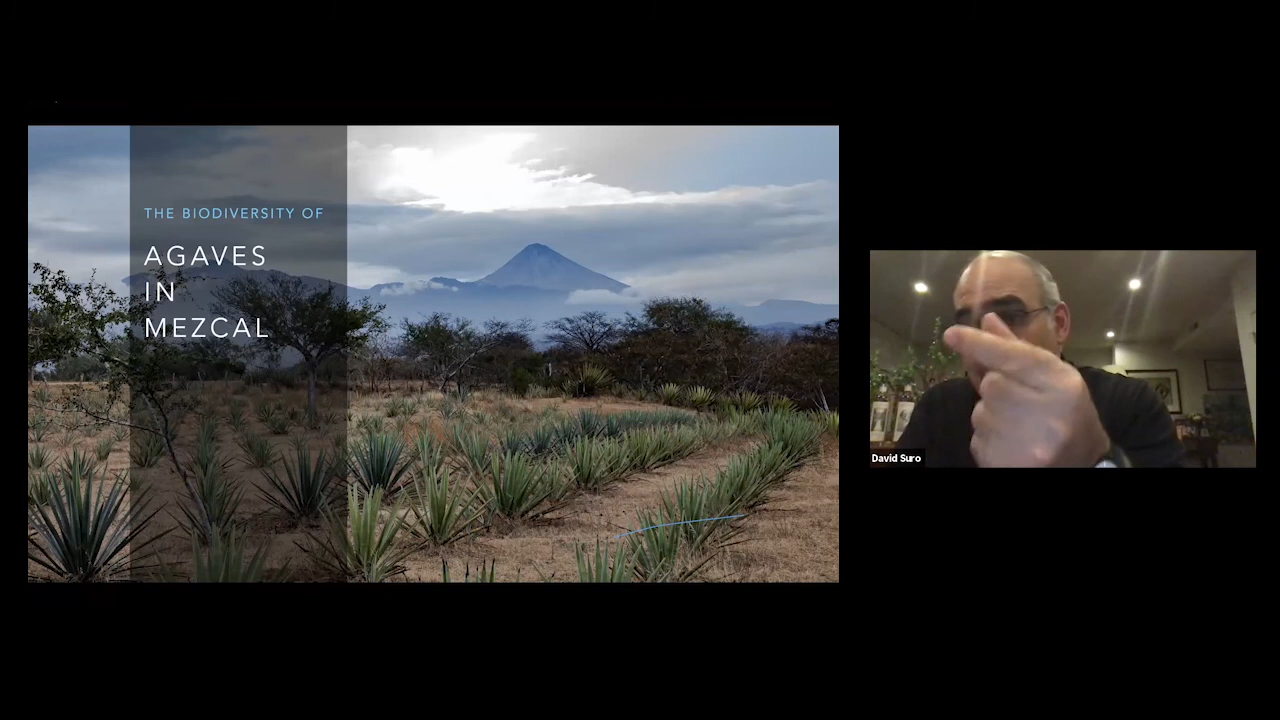 THE BIODIVERSITY OF
AGAVES
IN
MEZCAL
David Suro